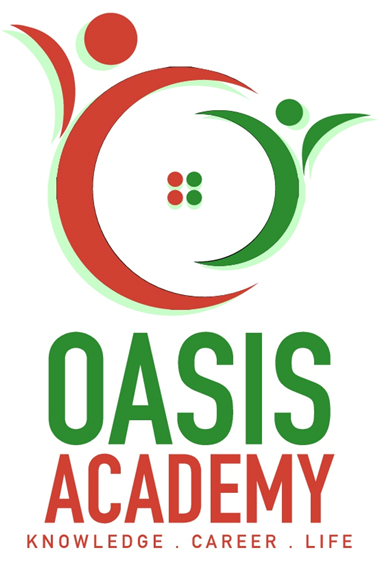 OASIS
ACADEMY
KNOWLEDGE . CAREER . LIFE